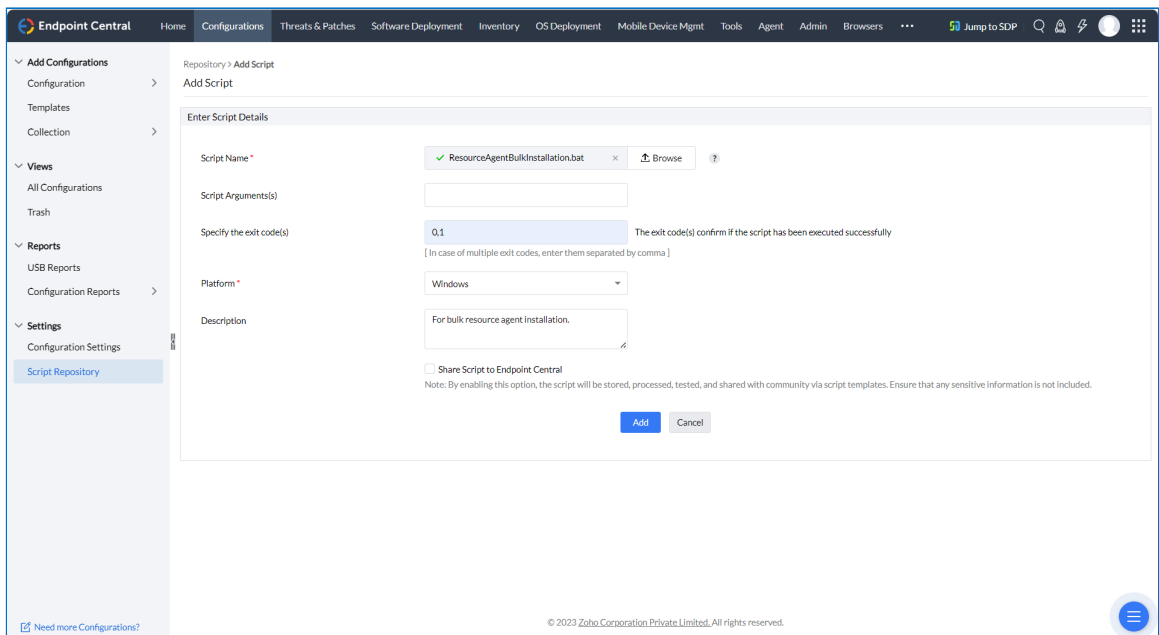 Endpoint Central
Home Configurations Threats & Patches Software Deployment Inventory OS Deployment Mobile Device Mgmt Tools Agent Admin Browsers ••• Jump to SDP
Add Configurations
Configuration
Templates
Collection
Views
All Configurations
Trash
Reports
USB Reports
Configuration Reports
Settings
Configuration Settings
Script Repository
Need more Configurations?
Repository > Add Script
Add Script
Enter Script Details
Script Name *
ResourceAgentBulkInstallation.bat × Browse ?
Script Arguments(s)
Specify the exit code(s)
0,1
The exit code(s) confirm if the script has been executed successfully
[ In case of multiple exit codes, enter them separated by comma ]
Platform *
Windows
Description
For bulk resource agent installation.
Share Script to Endpoint Central
Note: By enabling this option, the script will be stored, processed, tested, and shared with community via script templates. Ensure that any sensitive information is not included.
Add Cancel
© 2023 Zoho Corporation Private Limited. All rights reserved.